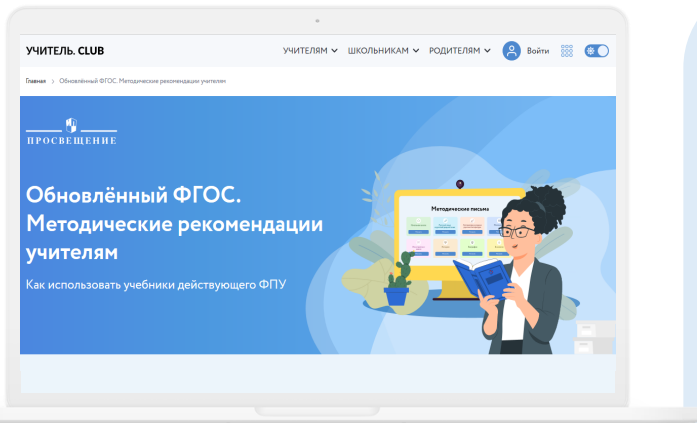 УЧИТЕЛЬ. CLUB
УЧИТЕЛЯМ
ШКОЛЬНИКАМ
РОДИТЕЛЯМ
Войти
Главная > Обновлённый ФГОС. Методические рекомендации учителям
ПРОСВЕЩЕНИЕ
Обновлённый ФГОС.
Методические рекомендации
учителям
Как использовать учебники действующего ФПУ
Методические письма